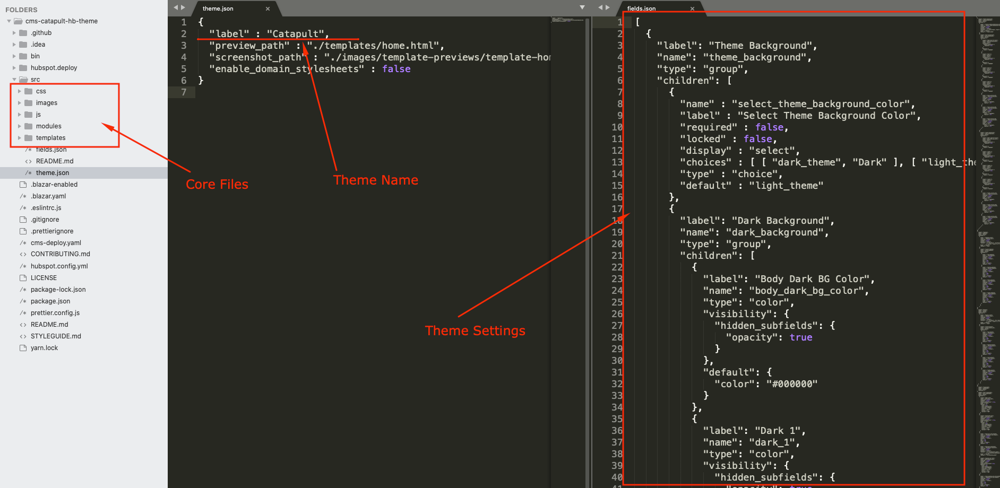 FOLDERS
cms-catapult-hb-theme
.github
.idea
bin
hubspot.deploy
src
css
images
js
modules
templates
/* fields.json
<> README.md
/* theme.json
.blazar-enabled
/* .blazar.yaml
/* .eslintrc.js
.gitignore
.prettierignore
/* cms-deploy.yaml
<> CONTRIBUTING.md
/* hubspot.config.yml
LICENSE
/* package-lock.json
/* package.json
/* prettier.config.js
<> README.md
<> STYLEGUIDE.md
yarn.lock
Core Files
theme.json ×
1 {
2 "label" : "Catapult",
3 "preview_path" : "./templates/home.html",
4 "screenshot_path" : "./images/template-previews/template-ho
5 "enable_domain_stylesheets" : false
6 }
7
Theme Name
Theme Settings
fields.json ×
1 [
2 {
3 "label": "Theme Background",
4 "name": "theme_background",
5 "type": "group",
6 "children": [
7 {
8 "name" : "select_theme_background_color",
9 "label" : "Select Theme Background Color",
10 "required" : false,
11 "locked" : false,
12 "display" : "select",
13 "choices" : [ [ "dark_theme", "Dark" ], [ "light_the
14 "type" : "choice",
15 "default" : "light_theme"
16 },
17 {
18 "label": "Dark Background",
19 "name": "dark_background",
20 "type": "group",
21 "children": [
22 {
23 "label": "Body Dark BG Color",
24 "name": "body_dark_bg_color",
25 "type": "color",
26 "visibility": {
27 "hidden_subfields": {
28 "opacity": true
29 }
30 },
31 "default": {
32 "color": "#000000"
33 }
34 },
35 {
36 "label": "Dark 1",
37 "name": "dark_1",
38 "type": "color",
39 "visibility": {
40 "hidden_subfields": {
41 "opacity": true